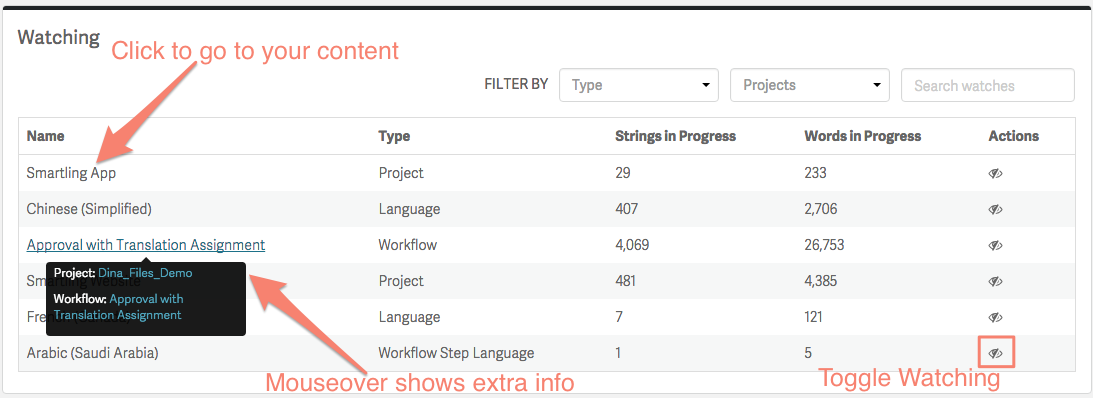 Watching
Click to go to your content
FILTER BY Type Projects Search watches
Name Type Strings in Progress Words in Progress Actions
Smartling App Project 29 233
Chinese (Simplified) Language 407 2,706
Approval with Translation Assignment Workflow 4,069 26,753
Project: Dina_Files_Demo
Smartling Website Project 481 4,385
Workflow: Approval with
Translation Assignment
Language 7 121
Arabic (Saudi Arabia) Workflow Step Language 1 5
Mouseover shows extra info
Toggle Watching